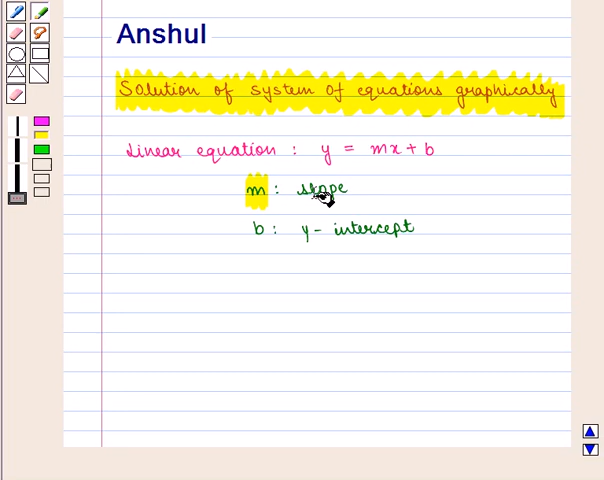 Anshul
Solution of system of equations graphically
Linear equation : y = mx + b
m : slope
b : y - intercept